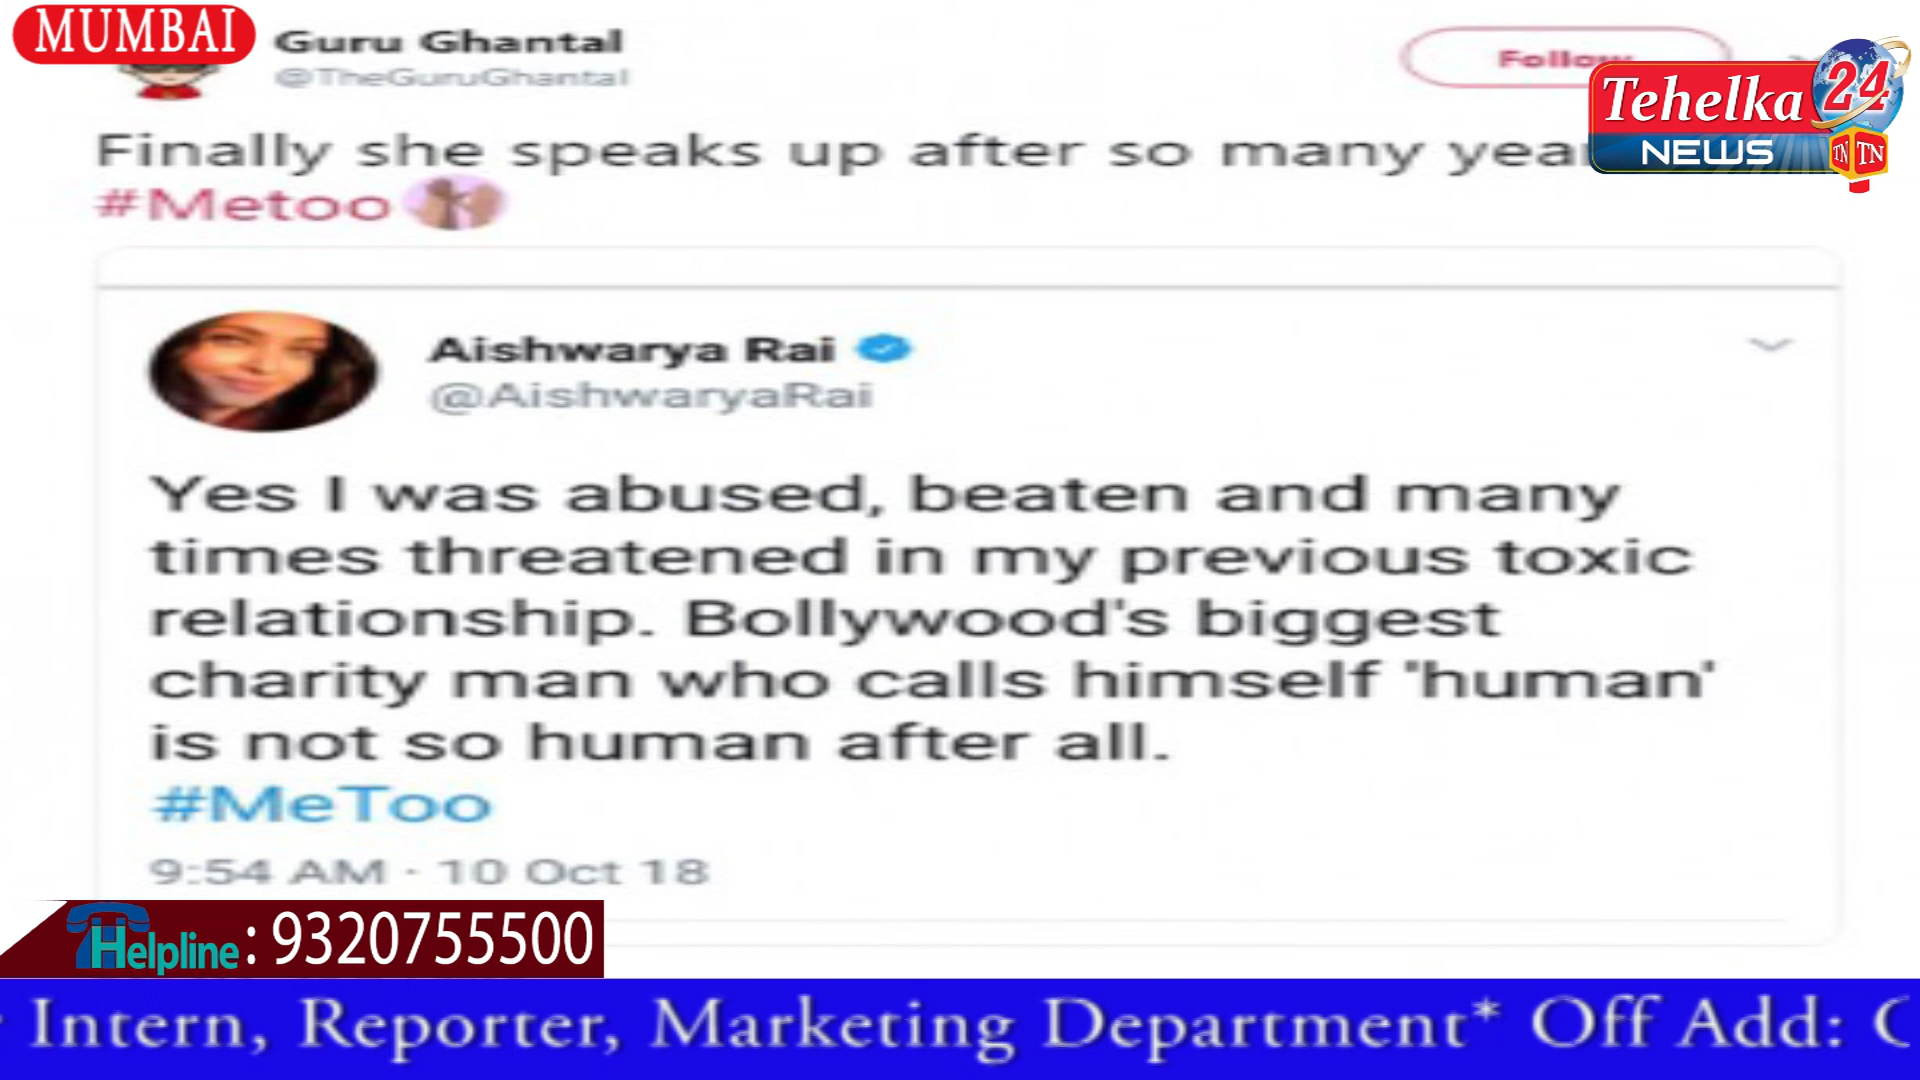 MUMBAI
Guru Ghantal
@TheGuruGhantal
Follow
Tehelka 24
NEWS
TN TN
Finally she speaks up after so many
#Metoo
Aishwarya Rai
@AishwaryaRai
Yes I was abused, beaten and many
times threatened in my previous toxic
relationship. Bollywood's biggest
charity man who calls himself 'human'
is not so human after all.
#MeToo
9:54 AM · 10 Oct 18
Helpline : 9320755500
Intern, Reporter, Marketing Department* Off Add: